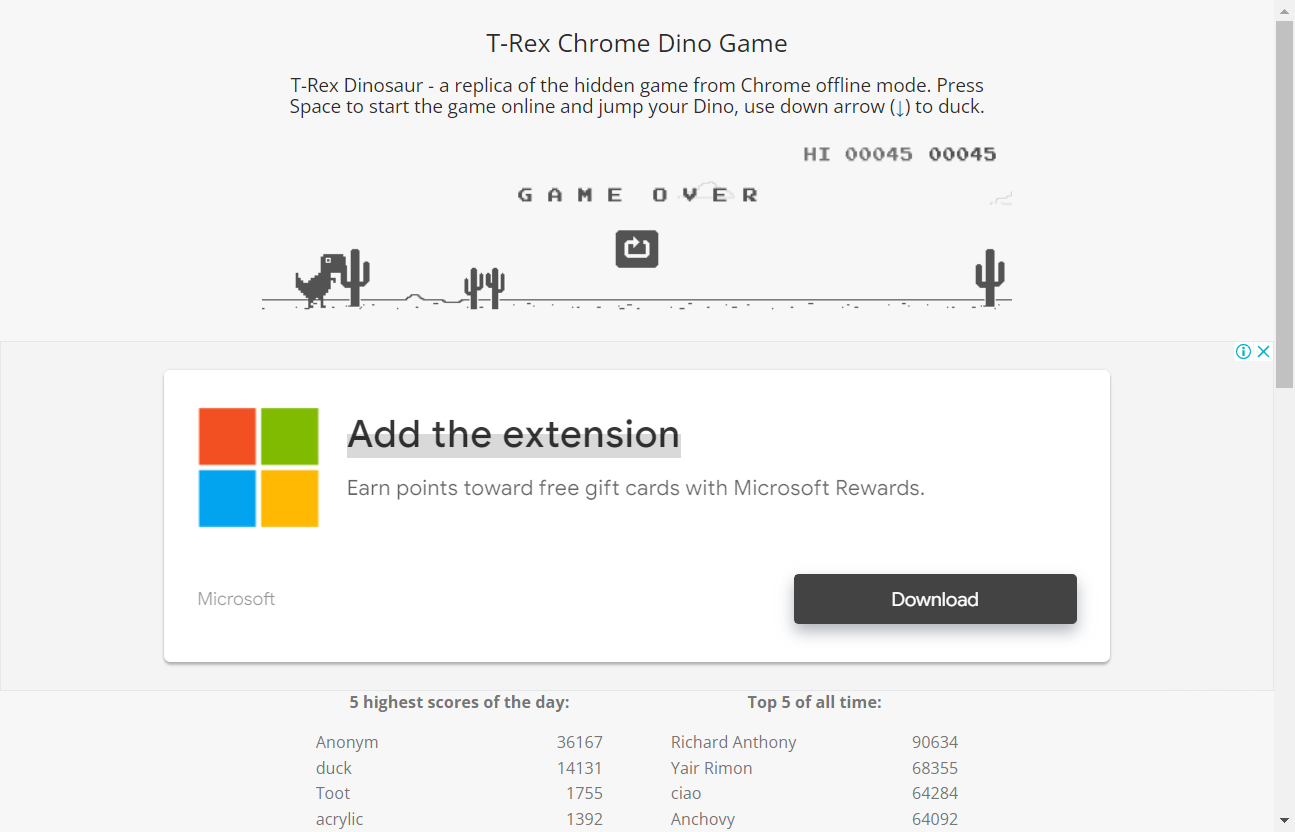 T-Rex Chrome Dino Game
T-Rex Dinosaur - a replica of the hidden game from Chrome offline mode. Press
Space to start the game online and jump your Dino, use down arrow (↓) to duck.
HI 00045 00045
GAME OVER
Add the extension
Earn points toward free gift cards with Microsoft Rewards.
Microsoft
Download
5 highest scores of the day:
Anonym 36167
duck 14131
Toot 1755
acrylic 1392
Top 5 of all time:
Richard Anthony 90634
Yair Rimon 68355
ciao 64284
Anchovy 64092